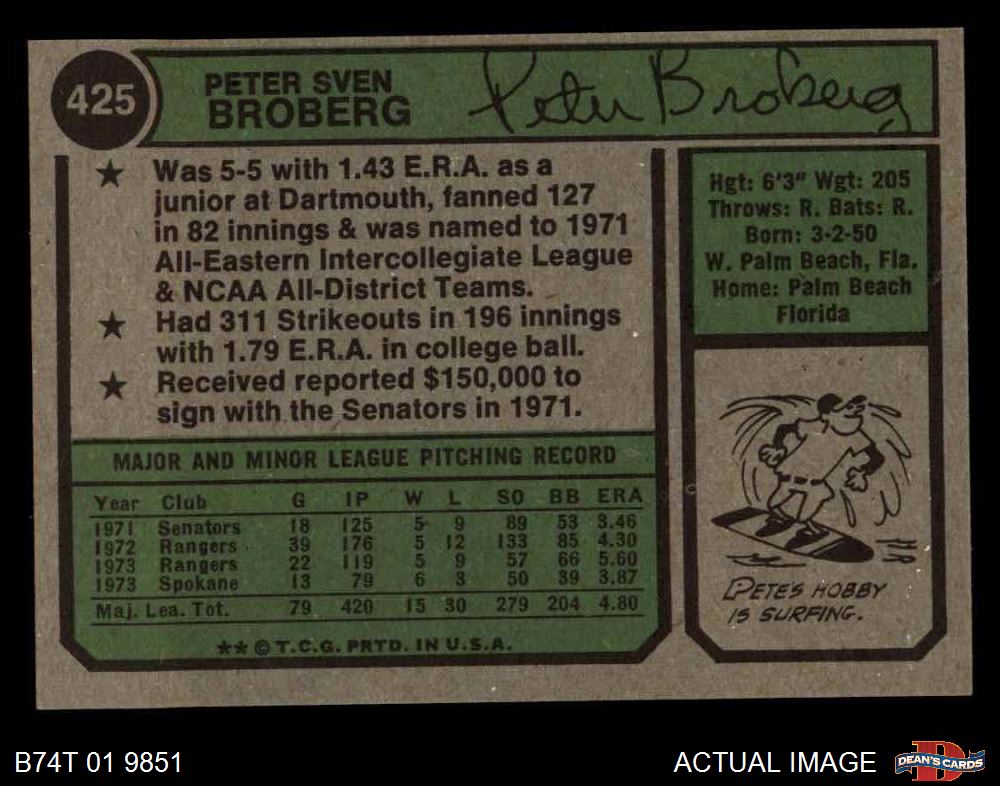 425
PETER SVEN
BROBERG
Peter Broberg
★ Was 5-5 with 1.43 E.R.A. as a
junior at Dartmouth, fanned 127
in 82 innings & was named to 1971
All-Eastern Intercollegiate League
& NCAA All-District Teams.
★ Had 311 Strikeouts in 196 innings
with 1.79 E.R.A. in college ball.
★ Received reported $150,000 to
sign with the Senators in 1971.
Hgt: 6'3" Wgt: 205
Throws: R. Bats: R.
Born: 3-2-50
W. Palm Beach, Fla.
Home: Palm Beach
Florida
MAJOR AND MINOR LEAGUE PITCHING RECORD
Year Club G IP W L SO BB ERA
1971 Senators 18 125 5 9 89 53 3.46
1972 Rangers 39 176 5 12 133 85 4.30
1973 Rangers 22 119 5 9 57 66 5.60
1973 Spokane 13 79 6 3 50 39 3.87
Maj. Lea. Tot. 79 420 15 30 279 204 4.80
** © T.C.G. PRTD. IN U.S.A.
PETE'S HOBBY
IS SURFING.
B74T 01 9851
ACTUAL IMAGE
DEAN'S CARDS